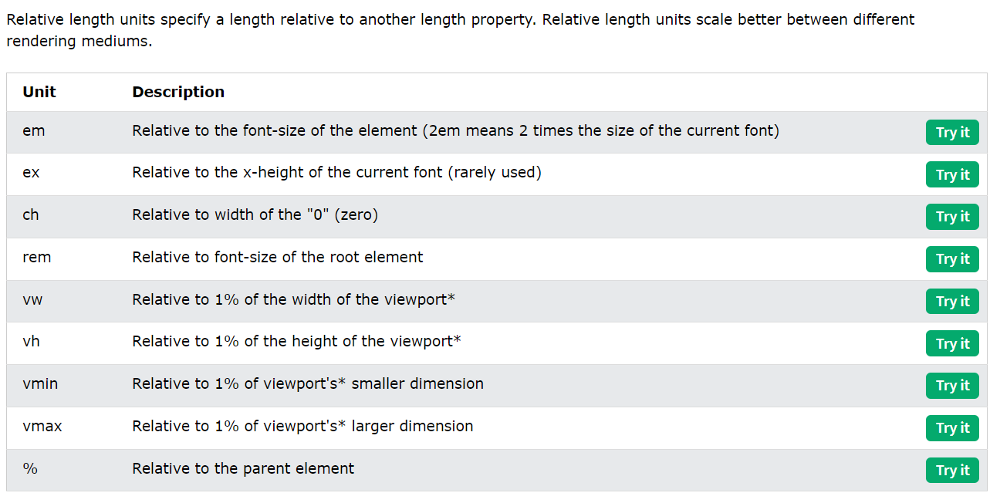 Relative length units specify a length relative to another length property. Relative length units scale better between different
rendering mediums.
Unit Description
em Relative to the font-size of the element (2em means 2 times the size of the current font) Try it
ex Relative to the x-height of the current font (rarely used) Try it
ch Relative to width of the "0" (zero) Try it
rem Relative to font-size of the root element Try it
vw Relative to 1% of the width of the viewport* Try it
vh Relative to 1% of the height of the viewport* Try it
vmin Relative to 1% of viewport's* smaller dimension Try it
vmax Relative to 1% of viewport's* larger dimension Try it
% Relative to the parent element Try it